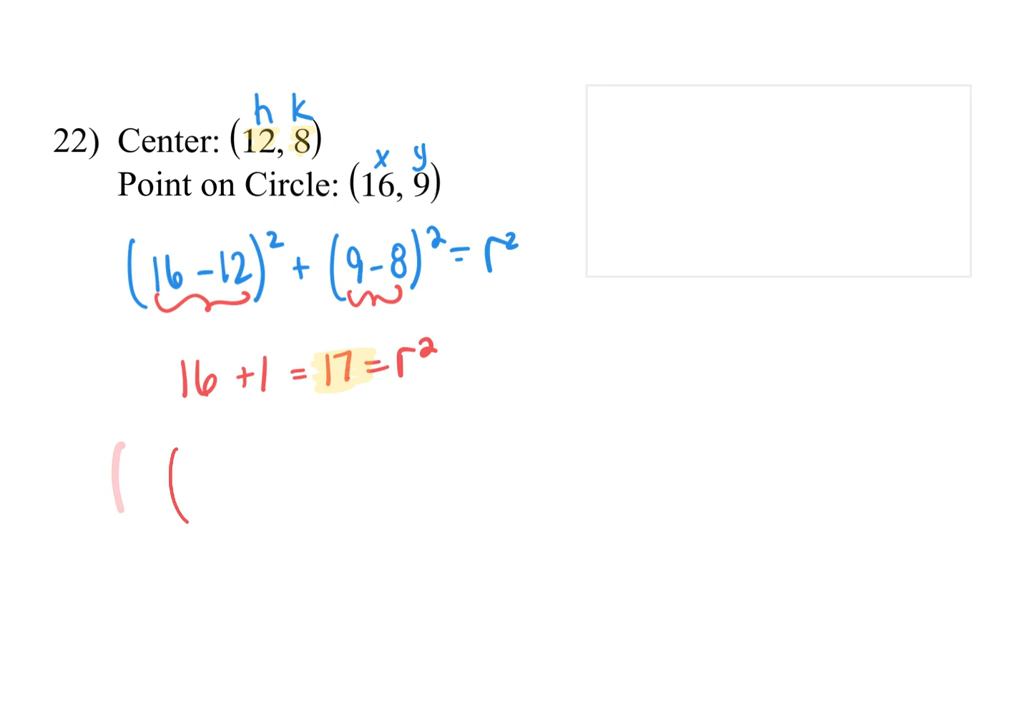 h k
22) Center: (12, 8)
x y
Point on Circle: (16, 9)
(16 - 12)² + (9 - 8)² = r²
16 + 1 = 17 = r²
( (